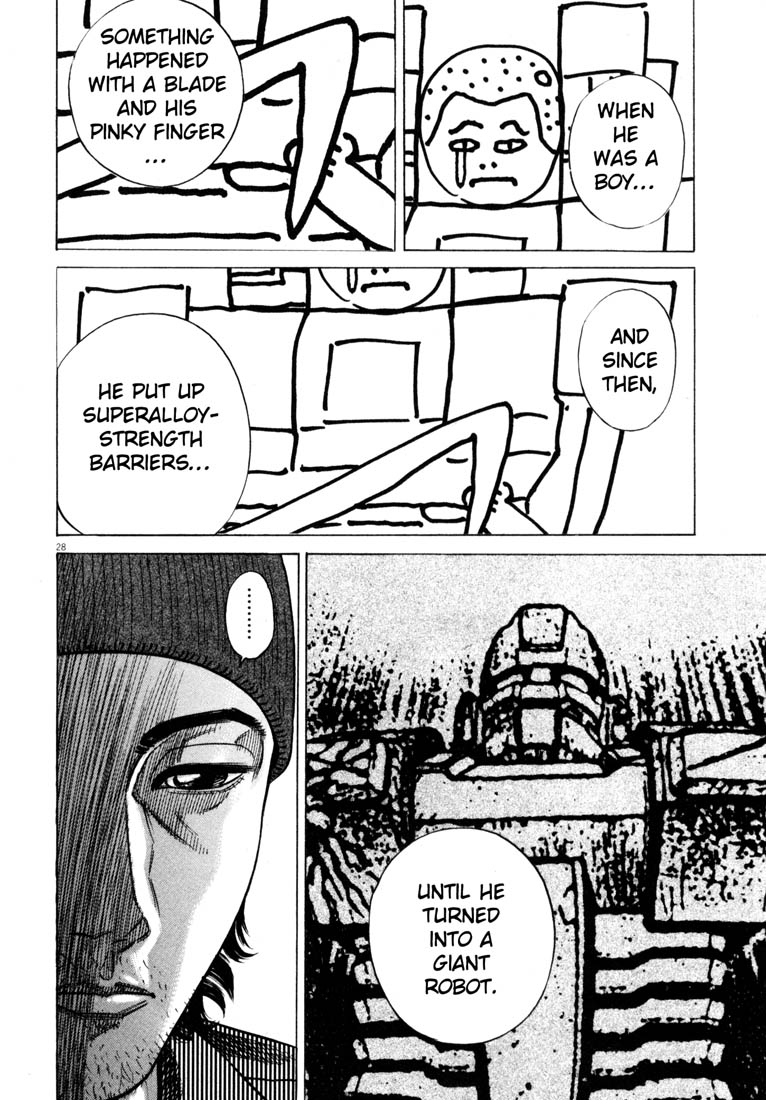 WHEN
HE
WAS A
BOY...
SOMETHING
HAPPENED
WITH A BLADE
AND HIS
PINKY FINGER
...
AND
SINCE
THEN,
HE PUT UP
SUPERALLOY-
STRENGTH
BARRIERS...
28
UNTIL HE
TURNED
INTO A
GIANT
ROBOT.
.........